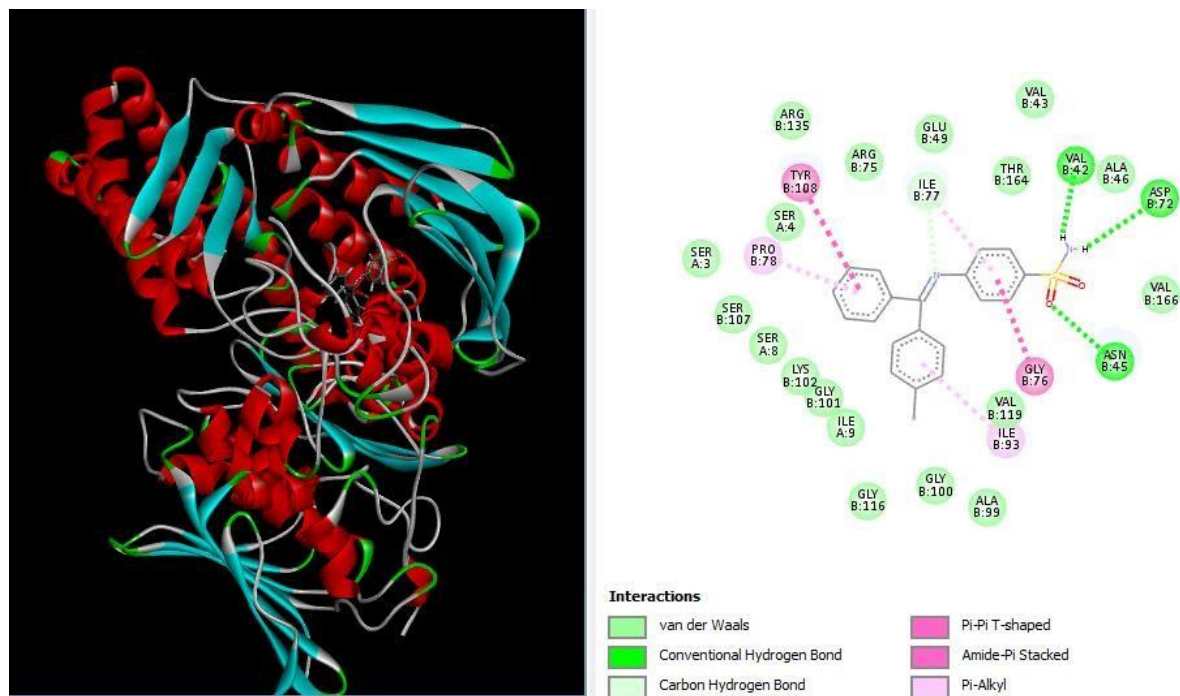 VAL
B:43
ARG
B:135
GLU
B:49
ARG
B:75
VAL
B:42
ALA
B:46
THR
B:164
TYR
B:108
ILE
B:77
ASP
B:72
SER
A:4
PRO
B:78
SER
A:3
H
N
H
N
S
O
O
VAL
B:166
SER
B:107
SER
A:8
ASN
B:45
LYS
B:102
GLY
B:76
GLY
B:101
VAL
B:119
ILE
A:9
ILE
B:93
GLY
B:100
GLY
B:116
ALA
B:99
Interactions
van der Waals
Pi-Pi T-shaped
Conventional Hydrogen Bond
Amide-Pi Stacked
Carbon Hydrogen Bond
Pi-Alkyl